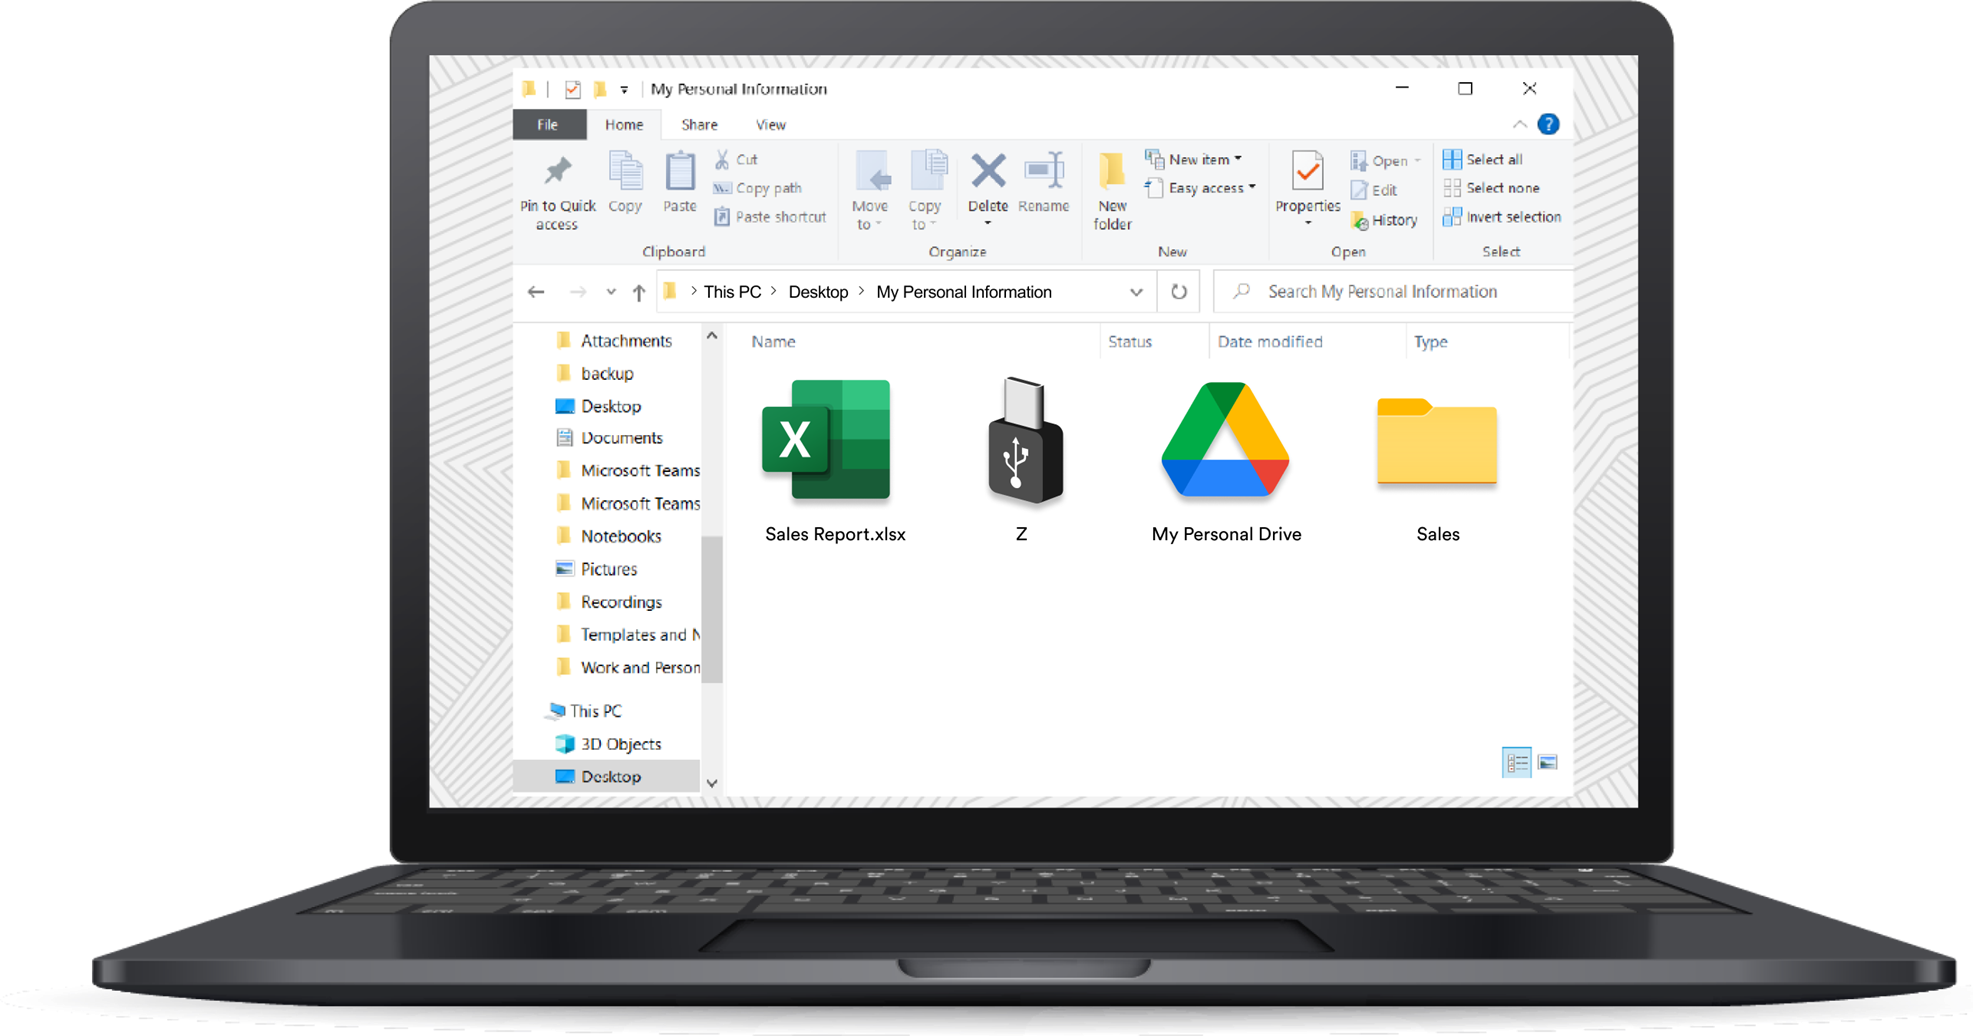 My Personal Information
File Home Share View
?
Pin to Quick access
Copy
Paste
Cut
Copy path
Paste shortcut
Clipboard
Move to
Copy to
Delete
Rename
Organize
New folder
New item
Easy access
New
Properties
Open
Edit
History
Open
Select all
Select none
Invert selection
Select
This PC > Desktop > My Personal Information
Search My Personal Information
Attachments
backup
Desktop
Documents
Microsoft Teams
Microsoft Teams
Notebooks
Pictures
Recordings
Templates and N
Work and Person
This PC
3D Objects
Desktop
Name Status Date modified Type
X
Sales Report.xlsx Z My Personal Drive Sales